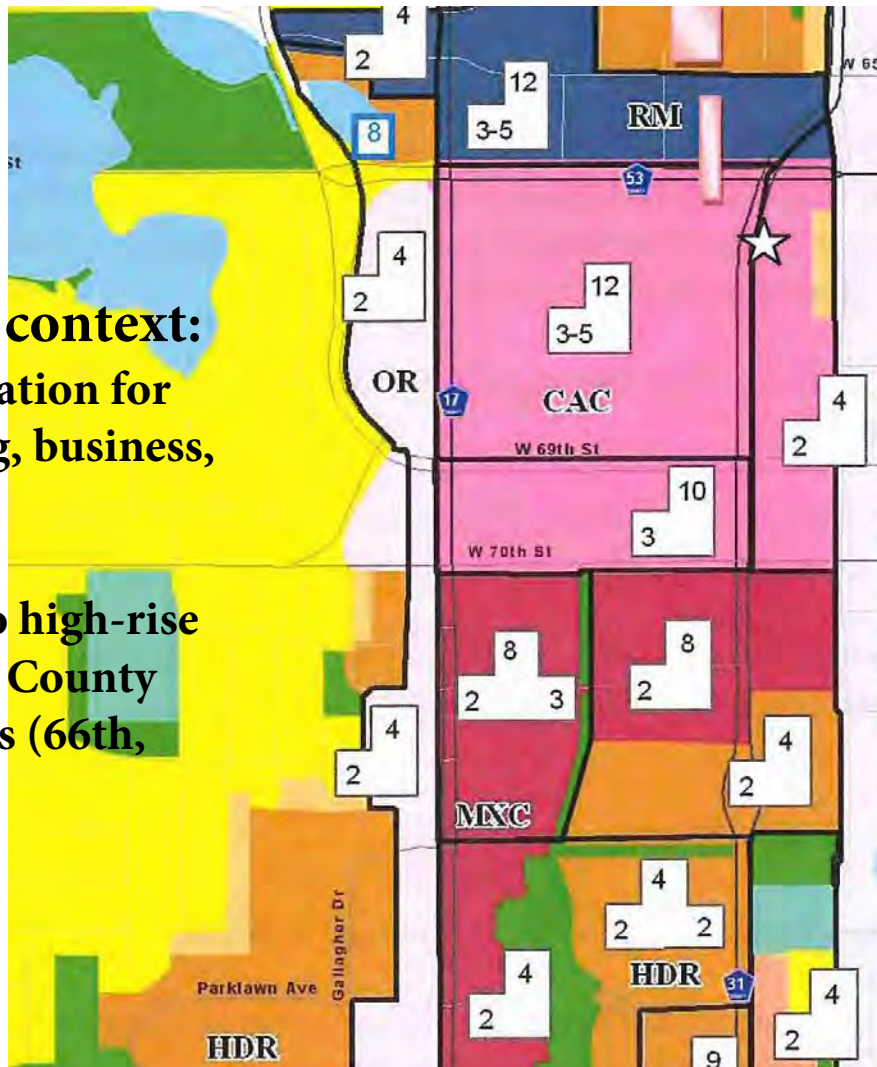 4
2
12
3-5
RM
W 65
8
53
St
4
2
12
3-5
context:
OR
17
CAC
ation for
4
2
g, business,
W 69th St
10
3
W 70th St
o high-rise
8
2 3
8
2
County
s (66th,
4
2
4
2
MXC
4
2 2
Gallagher Dr
HDR
4
2
Parklawn Ave
31
4
2
HDR
9